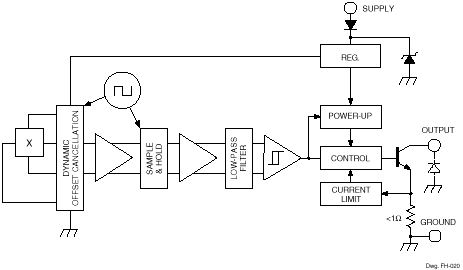 SUPPLY
REG.
POWER-UP
OUTPUT
X
DYNAMIC
OFFSET CANCELLATION
SAMPLE
& HOLD
LOW-PASS
FILTER
CONTROL
CURRENT
LIMIT
<1Ω
GROUND
Dwg. FH-020